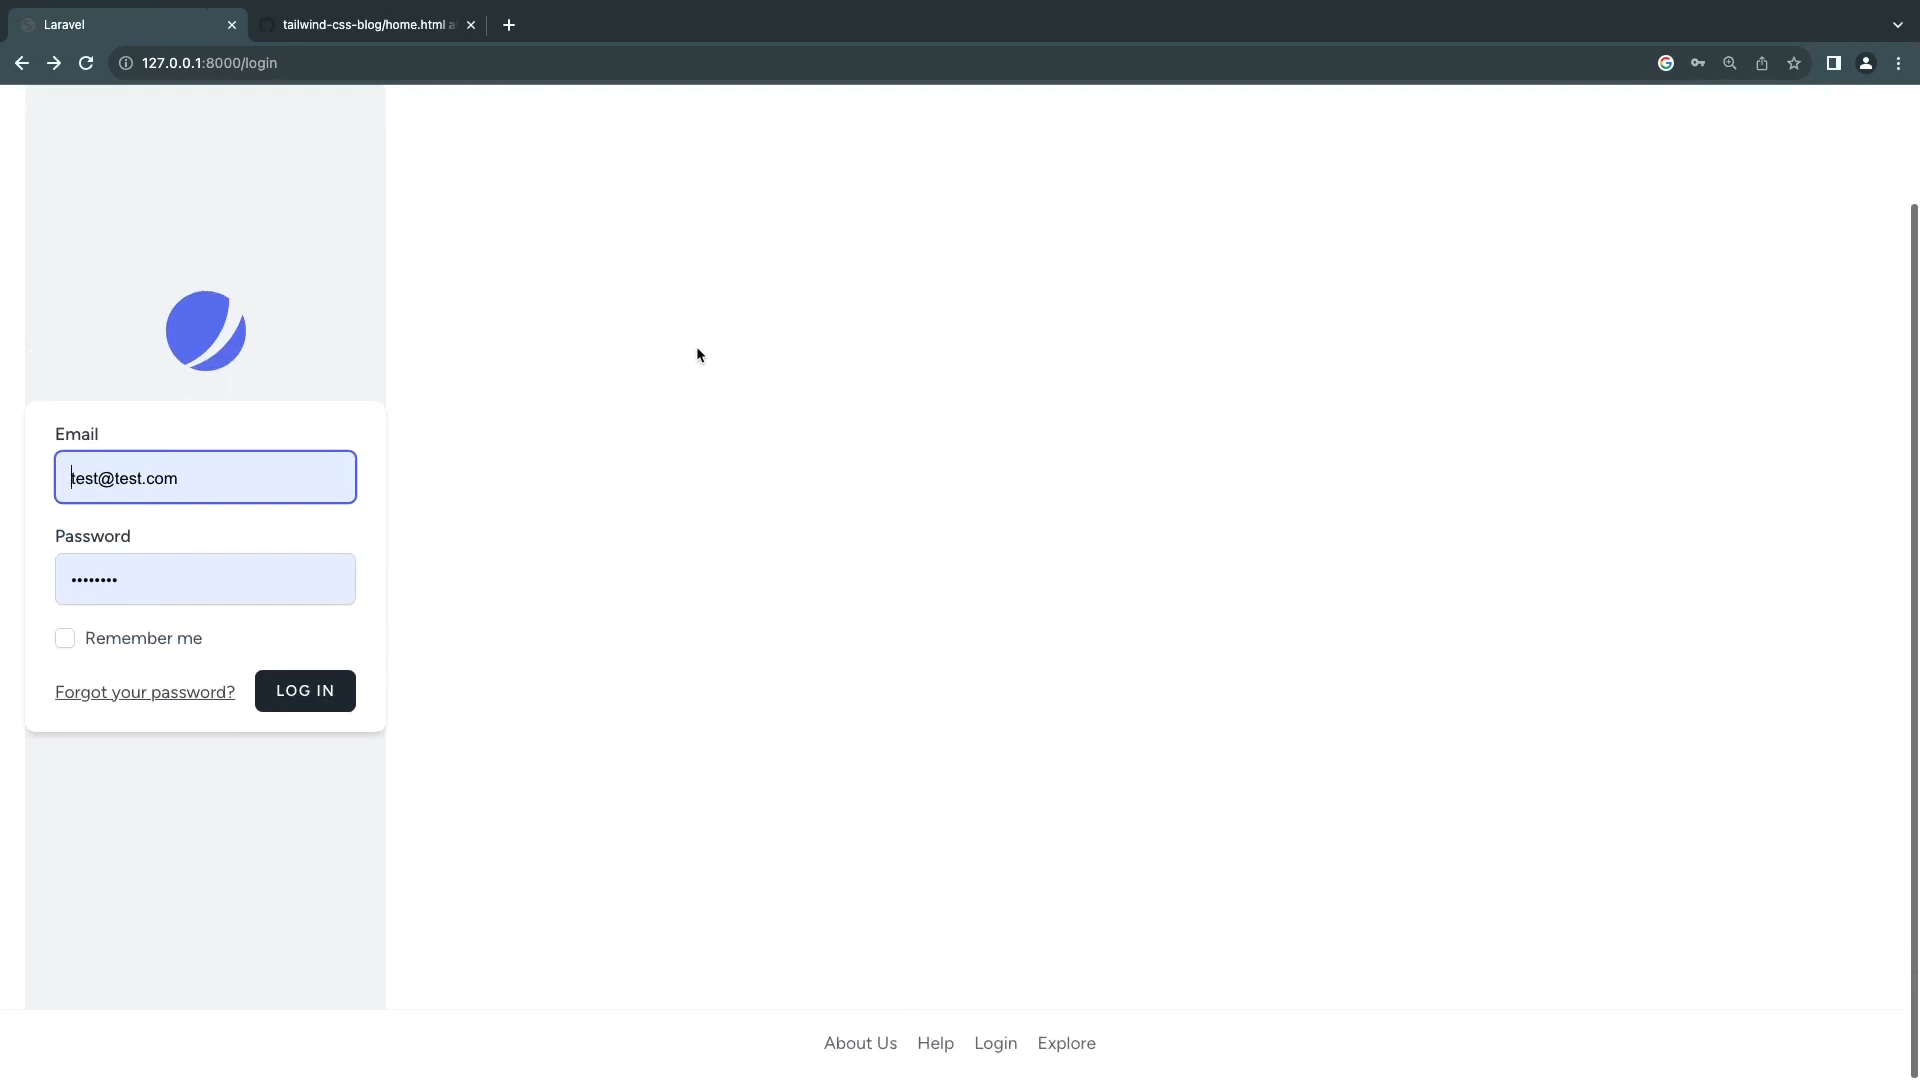 Laravel
tailwind-css-blog/home.html a
127.0.0.1:8000/login
Email
test@test.com
Password
••••••••
Remember me
Forgot your password?
LOG IN
About Us Help Login Explore